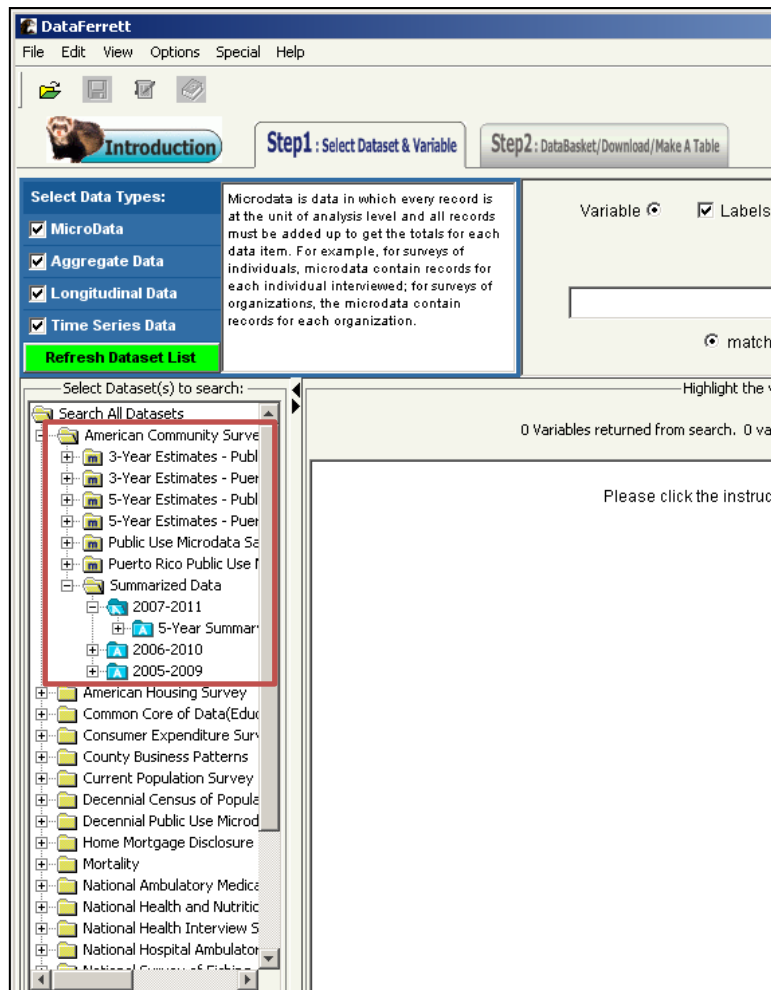 DataFerrett
File Edit View Options Special Help
Introduction
Step1 : Select Dataset & Variable
Step2 : DataBasket/Download/Make A Table
Select Data Types:
MicroData
Aggregate Data
Longitudinal Data
Time Series Data
Refresh Dataset List
Microdata is data in which every record is
at the unit of analysis level and all records
must be added up to get the totals for each
data item. For example, for surveys of
individuals, microdata contain records for
each individual interviewed; for surveys of
organizations, the microdata contain
records for each organization.
Variable Labels
match
Select Dataset(s) to search:
Search All Datasets
American Community Surve
3-Year Estimates - Publ
3-Year Estimates - Puer
5-Year Estimates - Publ
5-Year Estimates - Puer
Public Use Microdata Sa
Puerto Rico Public Use
Summarized Data
2007-2011
5-Year Summar
2006-2010
2005-2009
American Housing Survey
Common Core of Data(Educ
Consumer Expenditure Sur
County Business Patterns
Current Population Survey
Decennial Census of Popula
Decennial Public Use Microd
Home Mortgage Disclosure
Mortality
National Ambulatory Medica
National Health and Nutritic
National Health Interview S
National Hospital Ambulator
Highlight the
0 Variables returned from search. 0 va
Please click the instruc